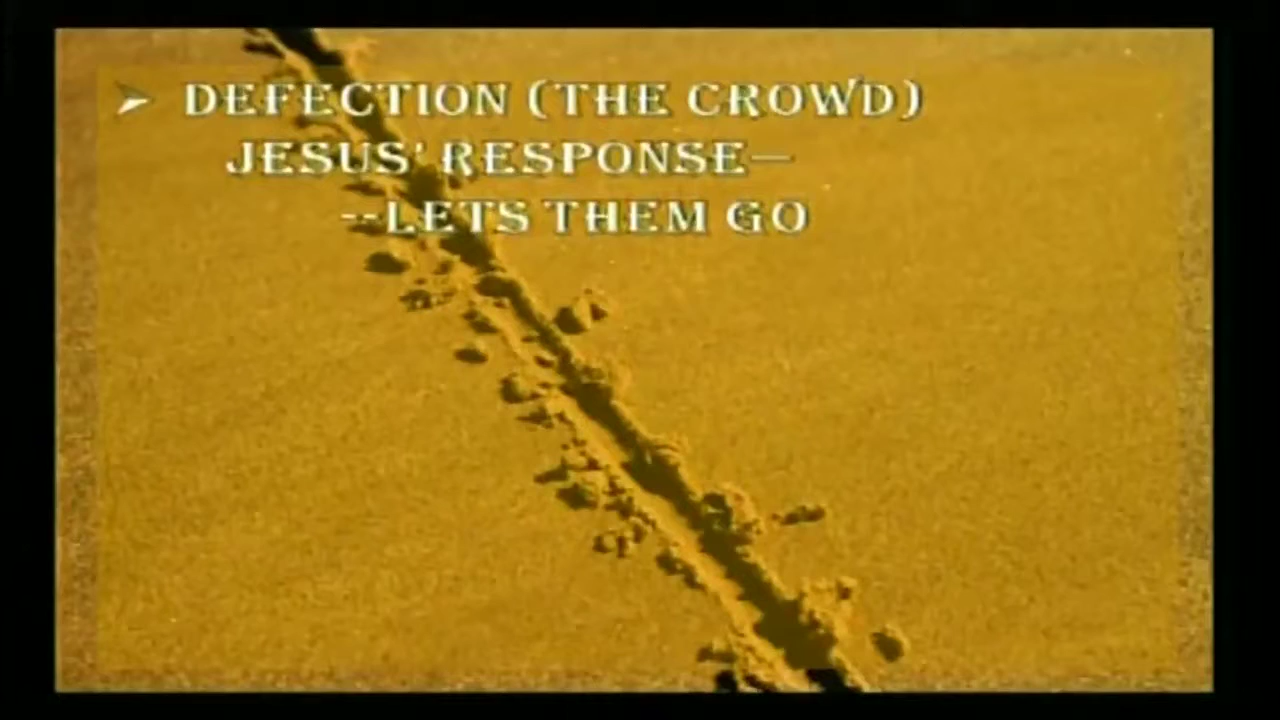 DEFECTION (THE CROWD)
JESUS' RESPONSE—
--LETS THEM GO